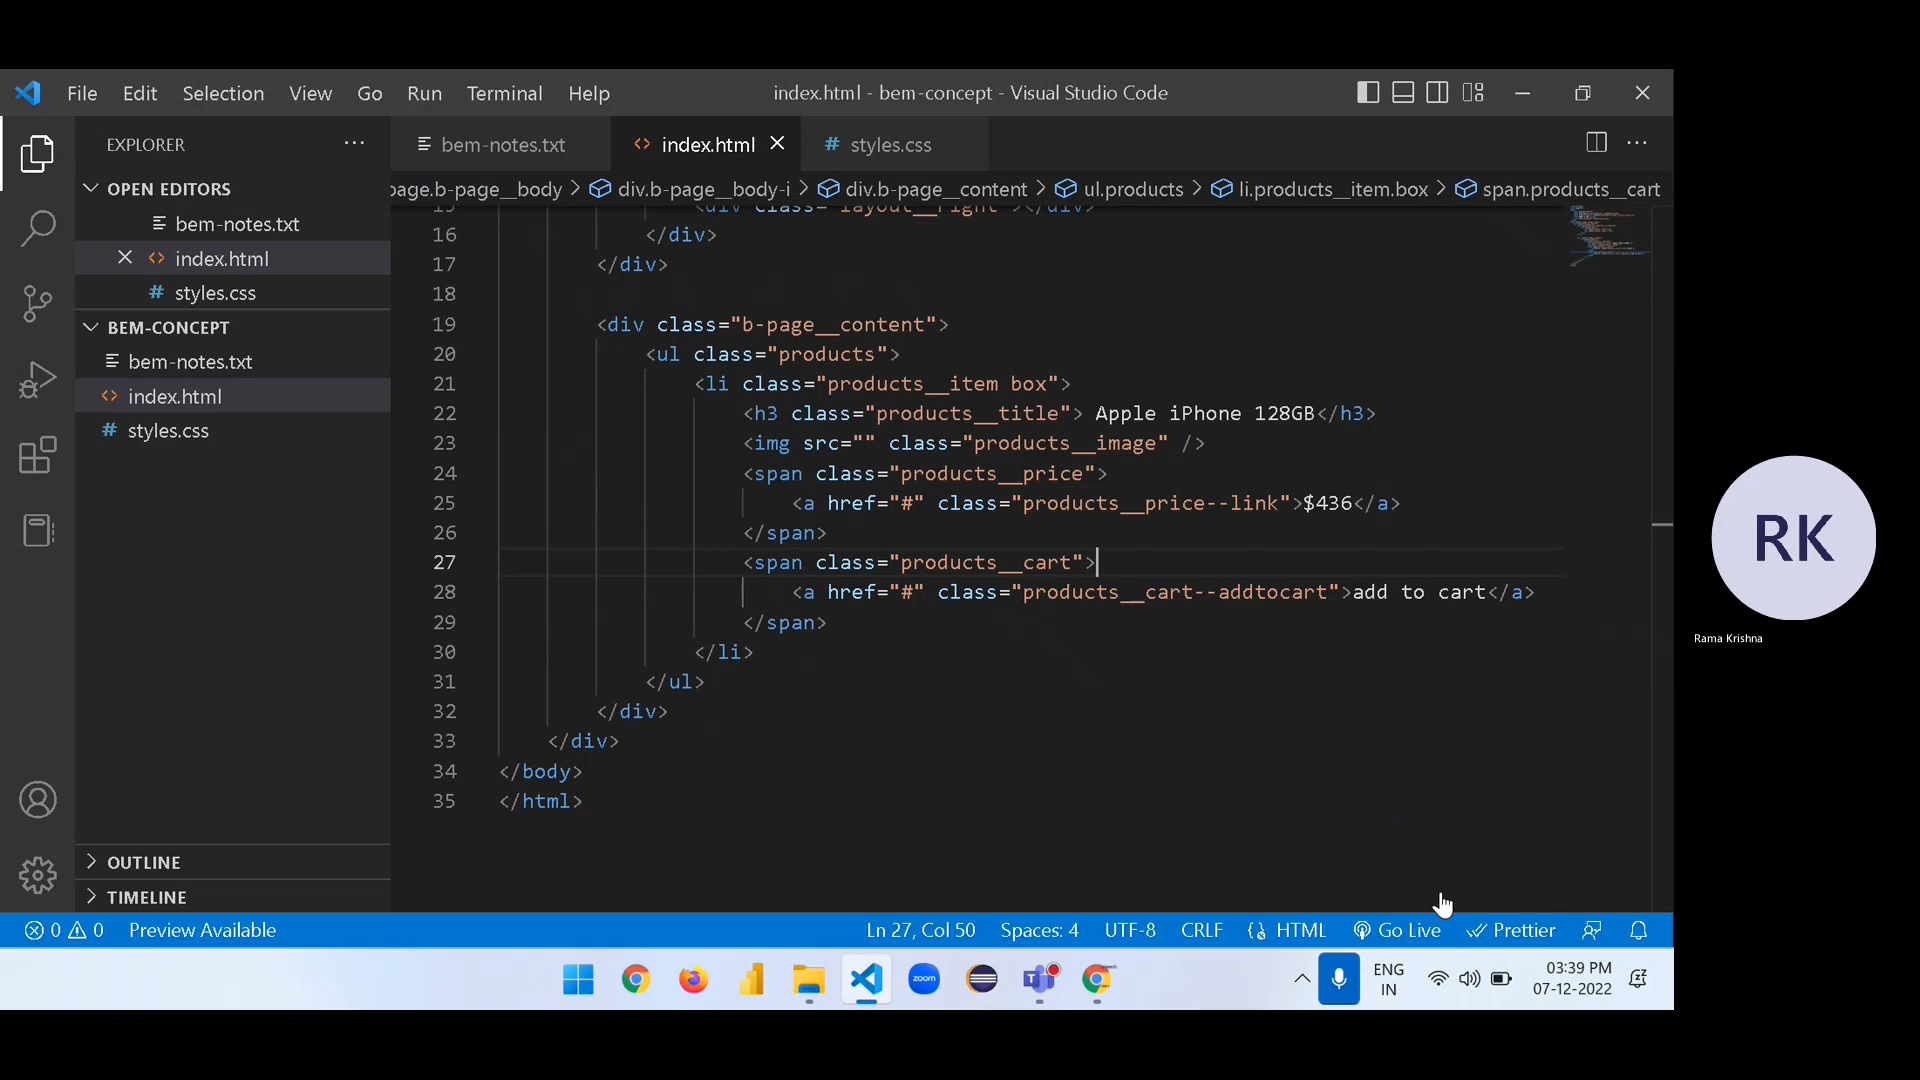 File Edit Selection View Go Run Terminal Help
index.html - bem-concept - Visual Studio Code
EXPLORER
bem-notes.txt
index.html
styles.css
OPEN EDITORS
bem-notes.txt
index.html
styles.css
BEM-CONCEPT
bem-notes.txt
index.html
styles.css
OUTLINE
TIMELINE
page.b-page__body > div.b-page__body-i > div.b-page__content > ul.products > li.products__item.box > span.products__cart
15 <div class="layout__right"></div>
16 </div>
17 </div>
18
19 <div class="b-page__content">
20 <ul class="products">
21 <li class="products__item box">
22 <h3 class="products__title"> Apple iPhone 128GB</h3>
23 <img src="" class="products__image" />
24 <span class="products__price">
25 <a href="#" class="products__price--link">$436</a>
26 </span>
27 <span class="products__cart">
28 <a href="#" class="products__cart--addtocart">add to cart</a>
29 </span>
30 </li>
31 </ul>
32 </div>
33 </div>
34 </body>
35 </html>
RK
Rama Krishna
0 0 Preview Available
Ln 27, Col 50 Spaces: 4 UTF-8 CRLF HTML Go Live Prettier
zoom
ENG
IN
03:39 PM
07-12-2022